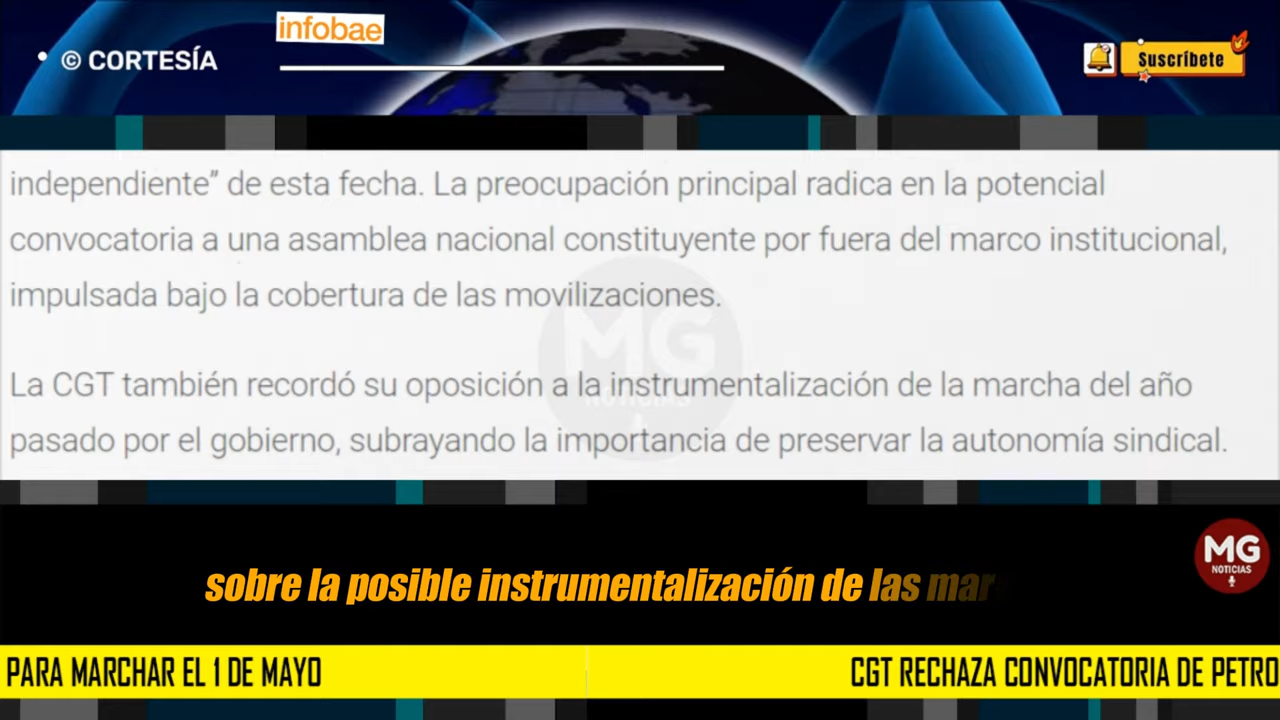 infobae
© CORTESÍA
Suscríbete
independiente” de esta fecha. La preocupación principal radica en la potencial
convocatoria a una asamblea nacional constituyente por fuera del marco institucional,
impulsada bajo la cobertura de las movilizaciones.
MG
NOTICIAS
La CGT también recordó su oposición a la instrumentalización de la marcha del año
pasado por el gobierno, subrayando la importancia de preservar la autonomía sindical.
sobre la posible instrumentalización de las mar
MG
NOTICIAS
PARA MARCHAR EL 1 DE MAYO
CGT RECHAZA CONVOCATORIA DE PETRO